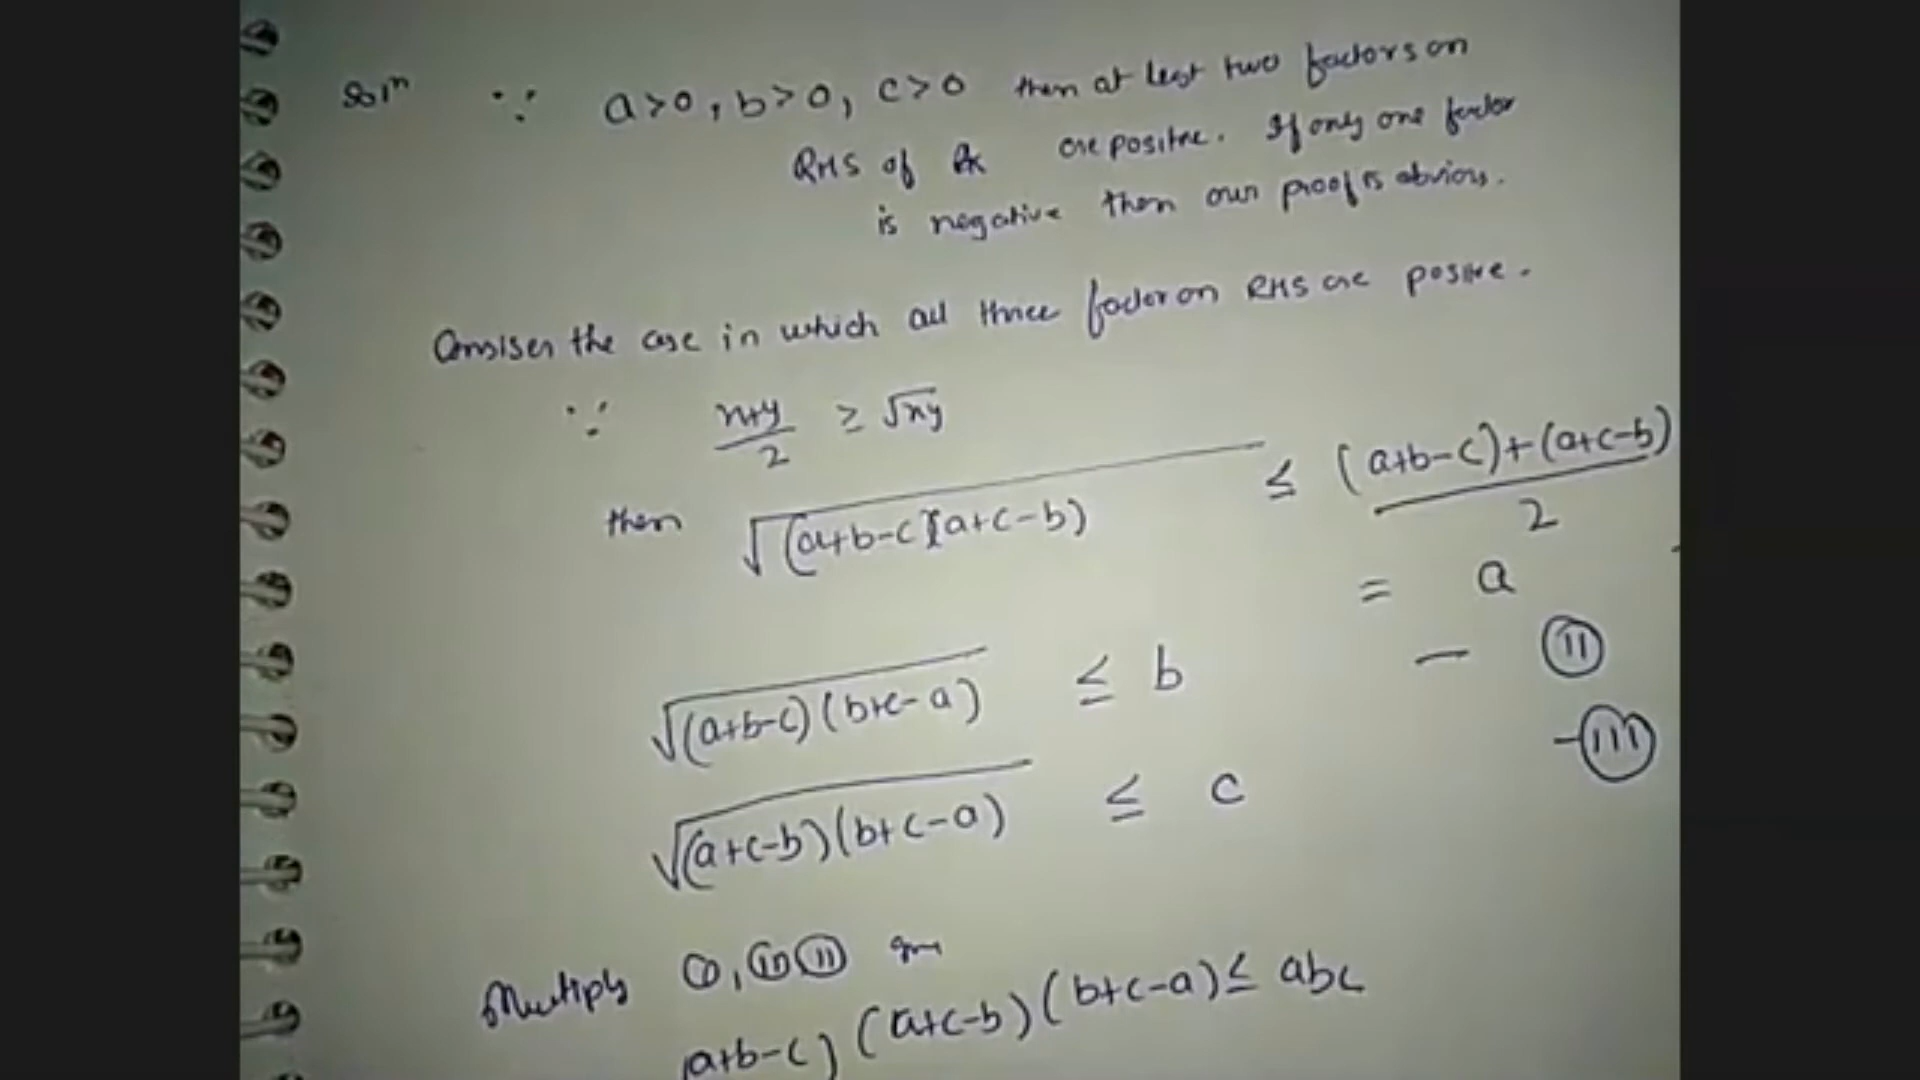 Solⁿ ∵ a>0, b>0, c>0 then at lest two factors on
RHS of are positive. If only one factor
is negative then our proof is obvious.
the case in which all three factor on RHS are positive.
∵ (x+y)/2 ≥ √xy
then √(a+b-c)(a+c-b) ≤ ((a+b-c)+(a+c-b))/2
= a
√(a+b-c)(b+c-a) ≤ b — (II)
√(a+c-b)(b+c-a) ≤ c - (III)
Multiply (I), (II)
a+b-c) (a+c-b) (b+c-a) ≤ abc